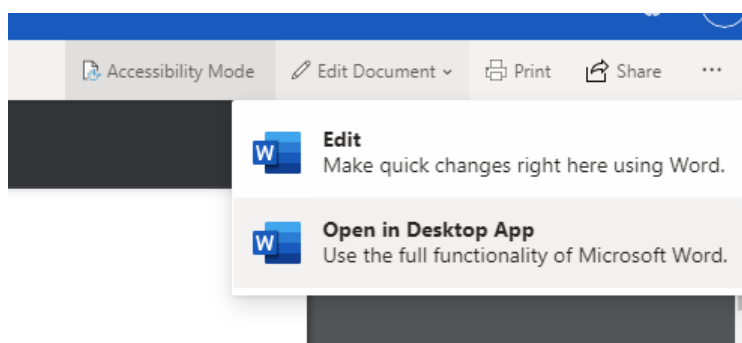 Accessibility Mode Edit Document Print Share ...
W Edit
Make quick changes right here using Word.
W Open in Desktop App
Use the full functionality of Microsoft Word.